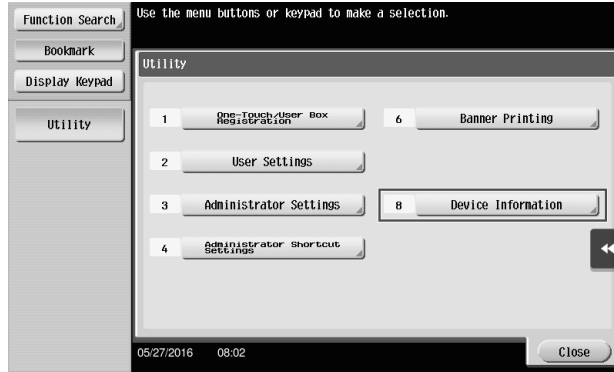 Function Search
Use the menu buttons or keypad to make a selection.
Bookmark
Display Keypad
Utility
Utility
1 One-Touch/User Box
Registration
6 Banner Printing
2 User Settings
3 Administrator Settings
8 Device Information
4 Administrator Shortcut
Settings
05/27/2016 08:02
Close